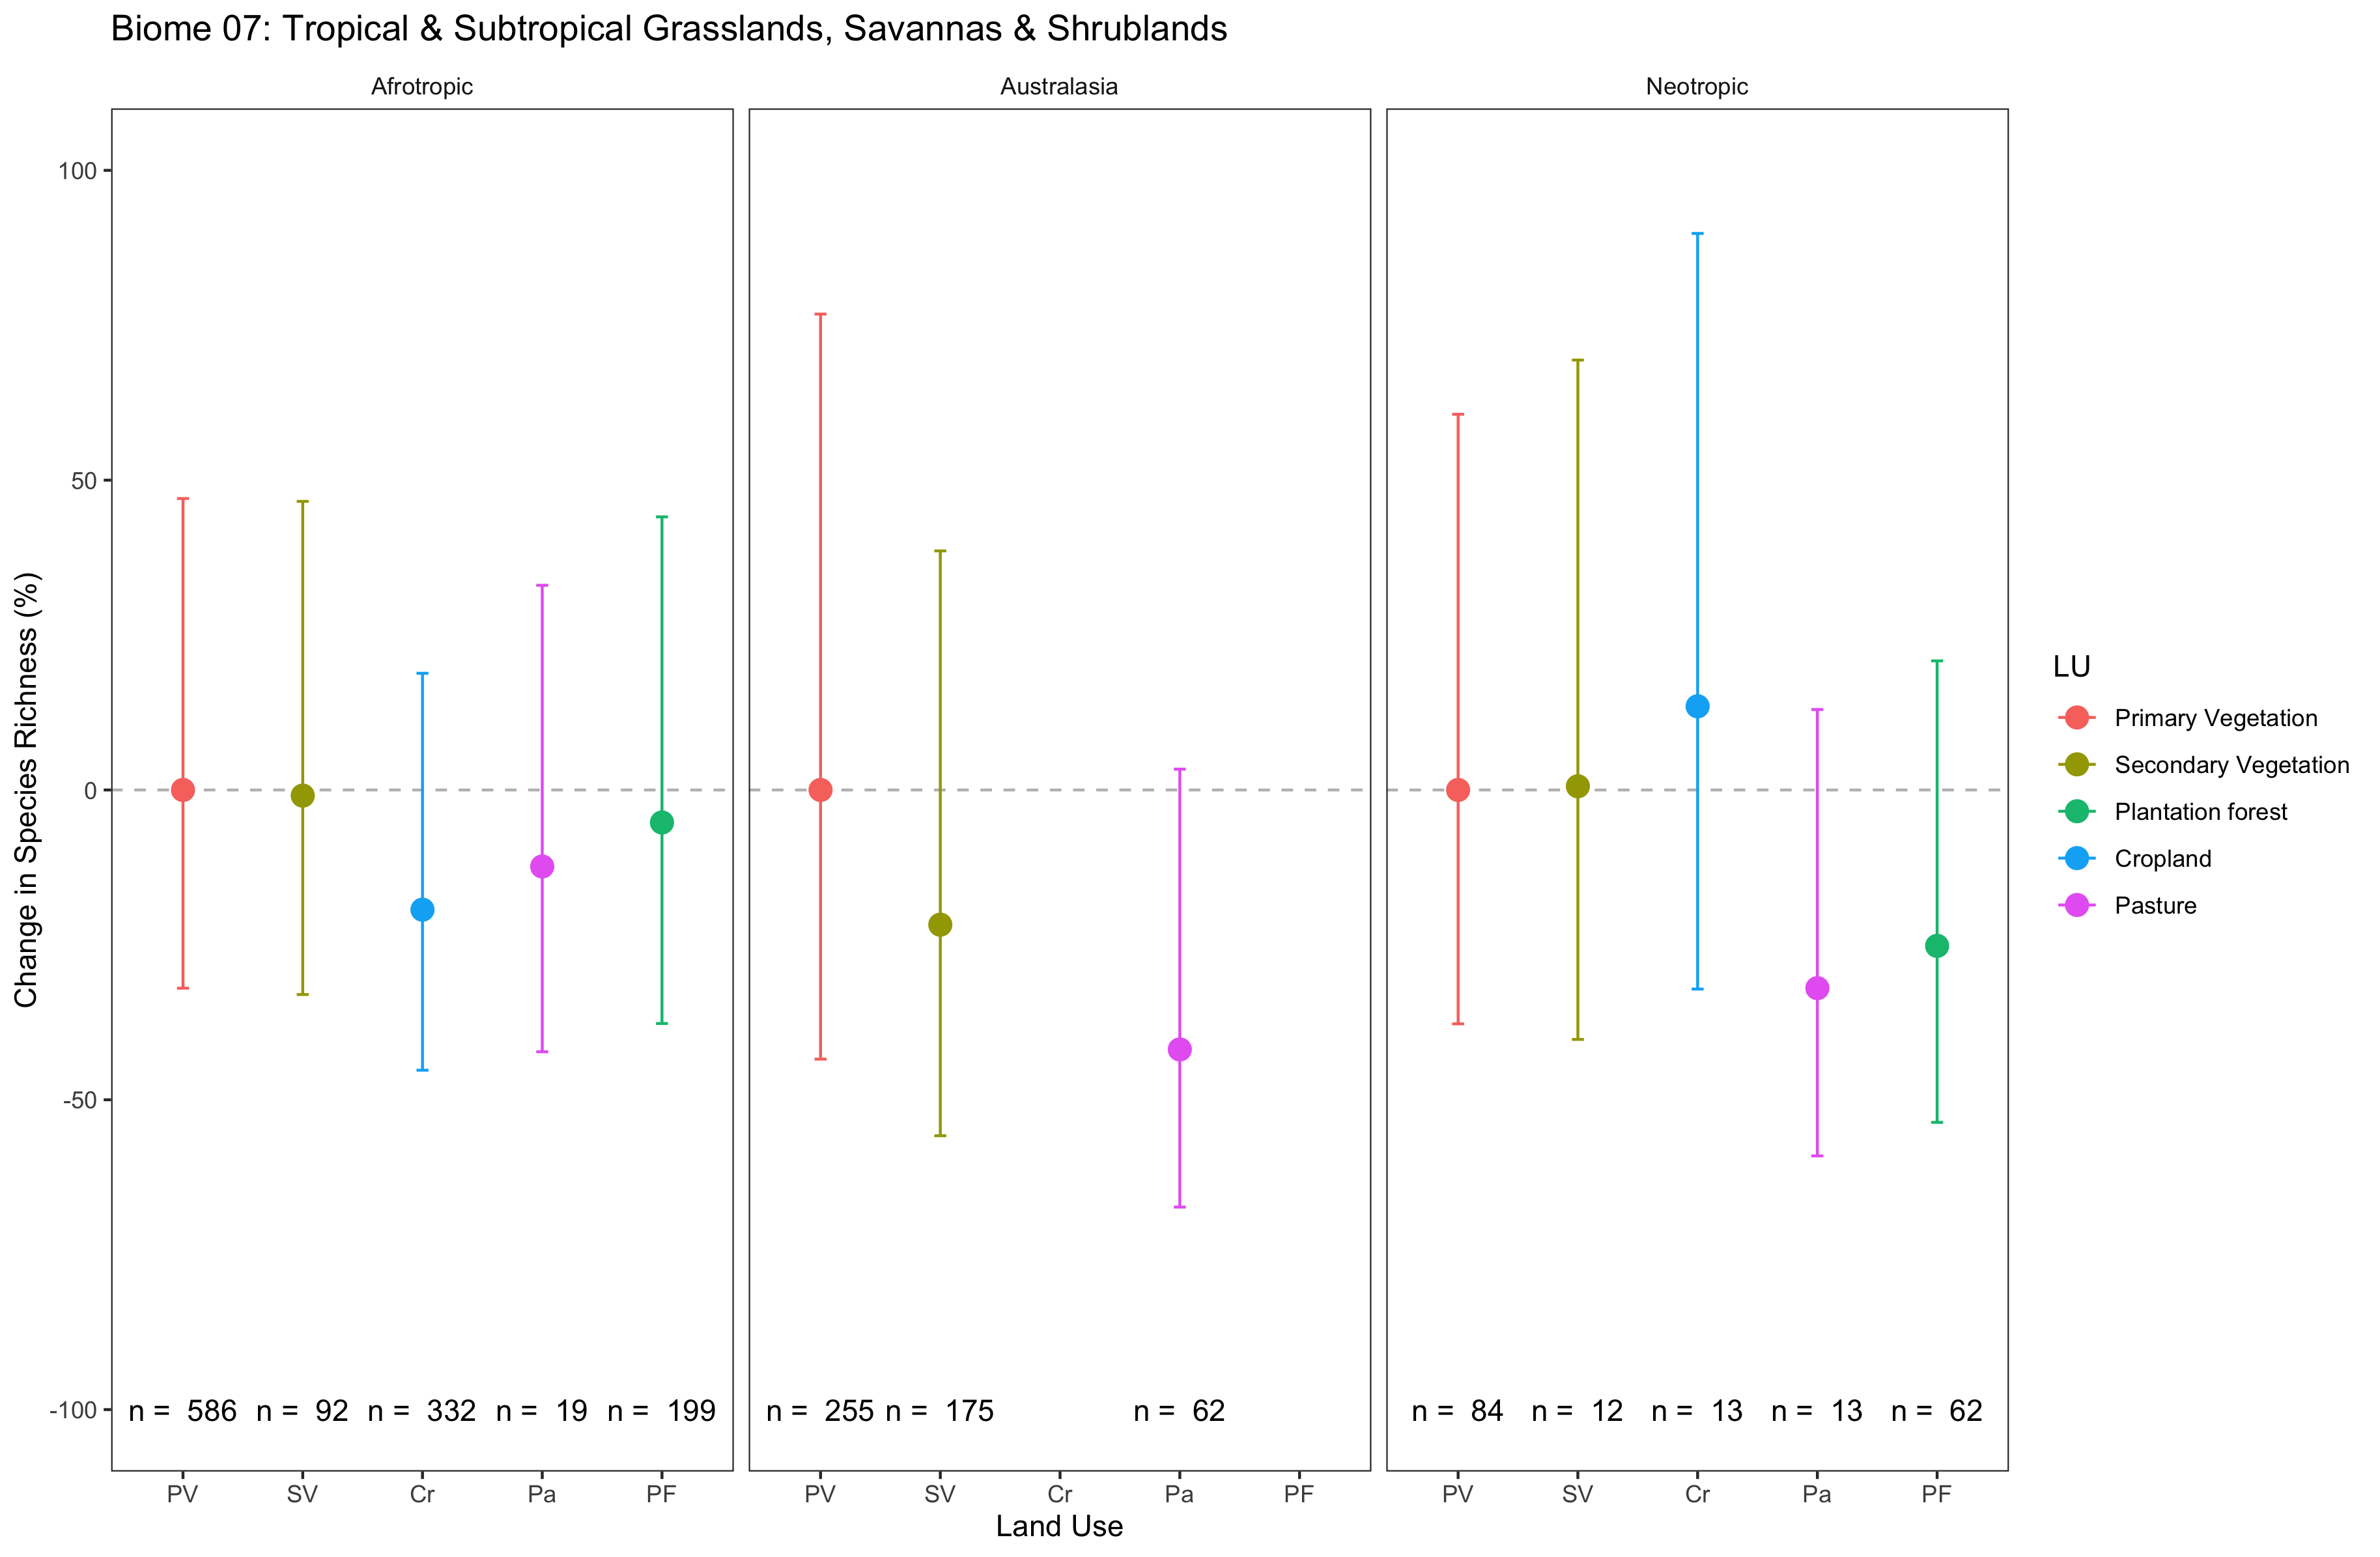 Biome 07: Tropical & Subtropical Grasslands, Savannas & Shrublands
Afrotropic Australasia Neotropic
100
50
0
-50
-100
Change in Species Richness (%)
n = 586 n = 92 n = 332 n = 19 n = 199 n = 255 n = 175 n = 62 n = 84 n = 12 n = 13 n = 13 n = 62
PV SV Cr Pa PF PV SV Cr Pa PF PV SV Cr Pa PF
Land Use
LU
Primary Vegetation
Secondary Vegetation
Plantation forest
Cropland
Pasture